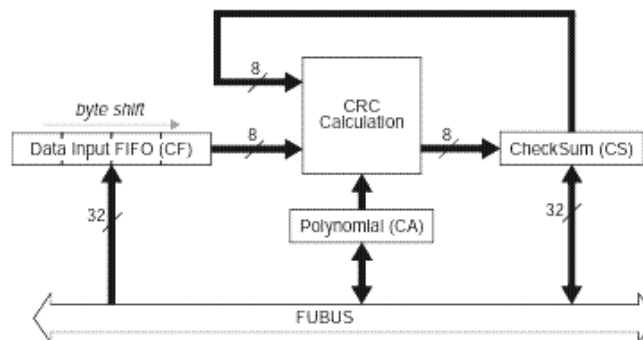 8
byte shift
CRC
Calculation
8
8
Data Input FIFO (CF)
CheckSum (CS)
32
32
Polynomial (CA)
FUBUS